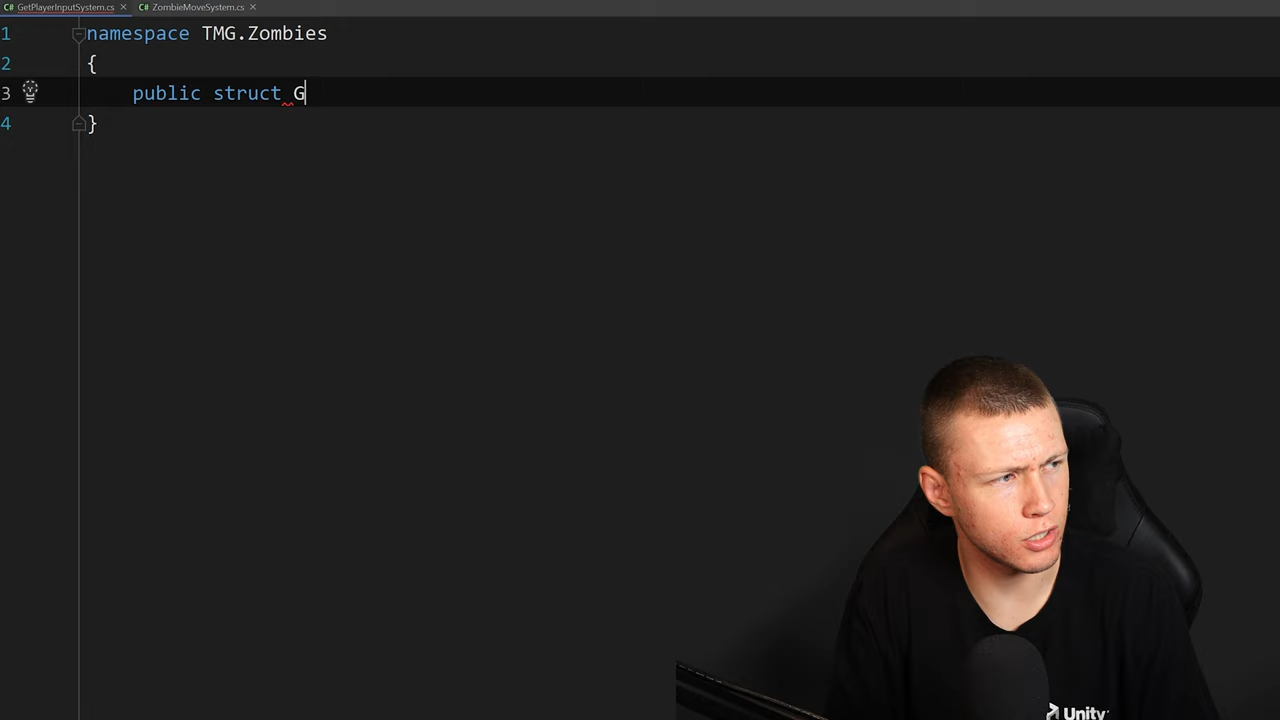 C# GetPlayerInputSystem.cs × C# ZombieMoveSystem.cs ×
1 namespace TMG.Zombies
2 {
3 public struct G
4 }
Unity